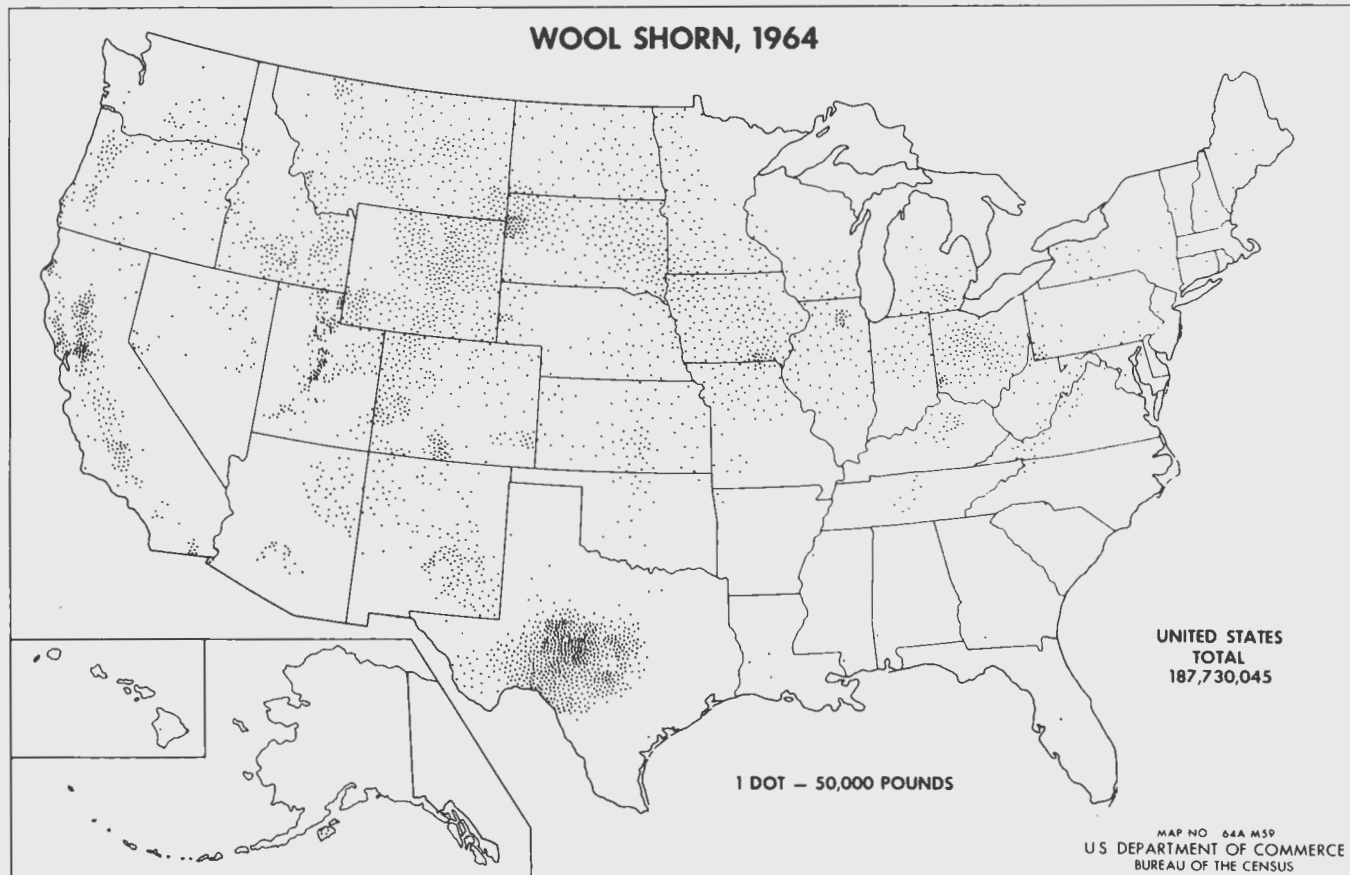 WOOL SHORN, 1964
UNITED STATES
TOTAL
187,730,045
1 DOT — 50,000 POUNDS
MAP NO 64A M59
U S DEPARTMENT OF COMMERCE
BUREAU OF THE CENSUS